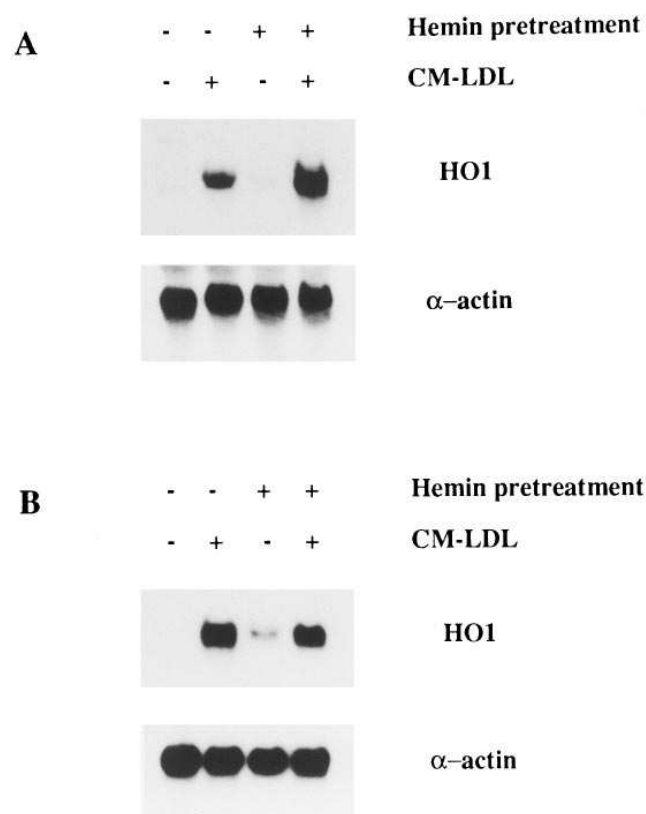 A
- - + + Hemin pretreatment
- + - + CM-LDL
HO1
α–actin
B
- - + + Hemin pretreatment
- + - + CM-LDL
HO1
α–actin